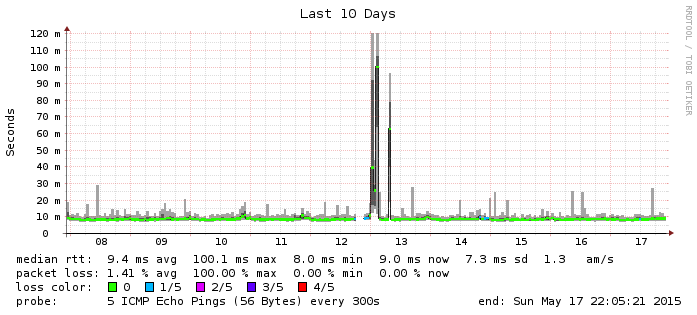 Last 10 Days
RRDTOOL / TOBI OETIKER
Seconds
120 m
110 m
100 m
90 m
80 m
70 m
60 m
50 m
40 m
30 m
20 m
10 m
0
08 09 10 11 12 13 14 15 16 17
median rtt: 9.4 ms avg 100.1 ms max 8.0 ms min 9.0 ms now 7.3 ms sd 1.3 am/s
packet loss: 1.41 % avg 100.00 % max 0.00 % min 0.00 % now
loss color: 0 1/5 2/5 3/5 4/5
probe: 5 ICMP Echo Pings (56 Bytes) every 300s end: Sun May 17 22:05:21 2015